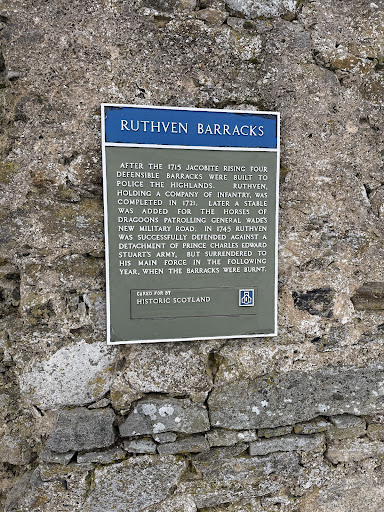 RUTHVEN BARRACKS
AFTER THE 1715 JACOBITE RISING FOUR
DEFENSIBLE BARRACKS WERE BUILT TO
POLICE THE HIGHLANDS. RUTHVEN,
HOLDING A COMPANY OF INFANTRY, WAS
COMPLETED IN 1721. LATER A STABLE
WAS ADDED FOR THE HORSES OF
DRAGOONS PATROLLING GENERAL WADE'S
NEW MILITARY ROAD. IN 1745 RUTHVEN
WAS SUCCESSFULLY DEFENDED AGAINST A
DETACHMENT OF PRINCE CHARLES EDWARD
STUART'S ARMY, BUT SURRENDERED TO
HIS MAIN FORCE IN THE FOLLOWING
YEAR, WHEN THE BARRACKS WERE BURNT.
CARED FOR BY
HISTORIC SCOTLAND